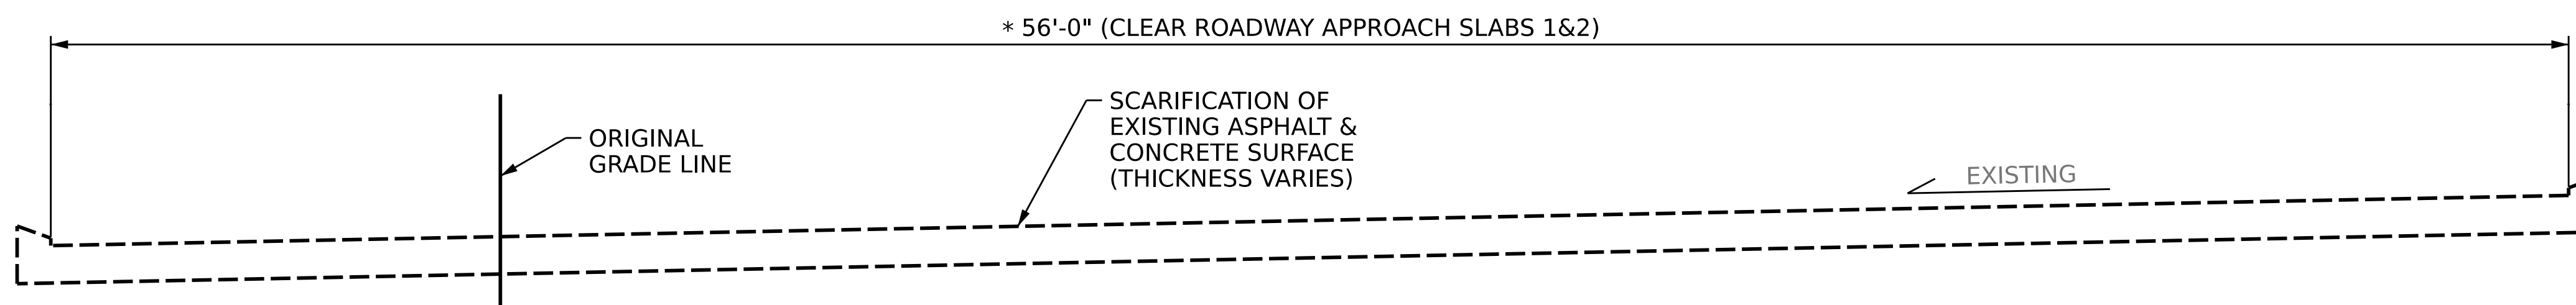 * 56'-0" (CLEAR ROADWAY APPROACH SLABS 1&2)
ORIGINAL
GRADE LINE
SCARIFICATION OF
EXISTING ASPHALT &
CONCRETE SURFACE
(THICKNESS VARIES)
EXISTING